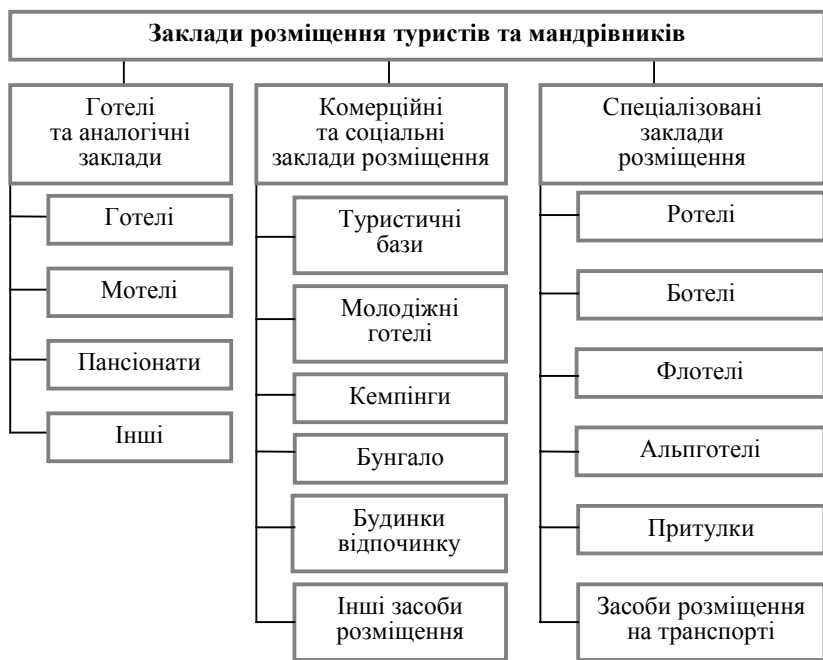 Заклади розміщення туристів та мандрівників
Готелі
та аналогічні
заклади
Готелі
Мотелі
Пансіонати
Інші
Комерційні
та соціальні
заклади розміщення
Туристичні
бази
Молодіжні
готелі
Кемпінги
Бунгало
Будинки
відпочинку
Інші засоби
розміщення
Спеціалізовані
заклади
розміщення
Ротелі
Ботелі
Флотелі
Альпготелі
Притулки
Засоби розміщення
на транспорті